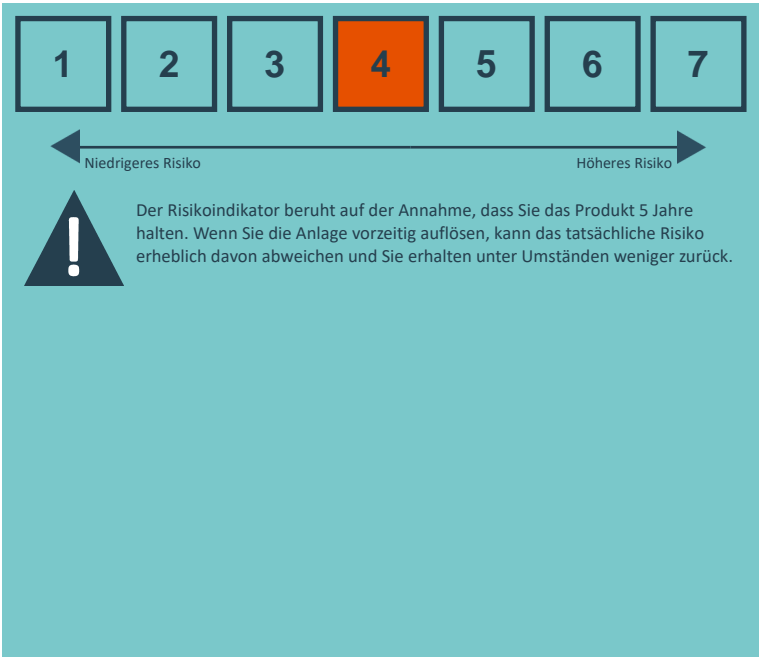 1 2 3 4 5 6 7
Niedrigeres Risiko Höheres Risiko
Der Risikoindikator beruht auf der Annahme, dass Sie das Produkt 5 Jahre
halten. Wenn Sie die Anlage vorzeitig auflösen, kann das tatsächliche Risiko
erheblich davon abweichen und Sie erhalten unter Umständen weniger zurück.